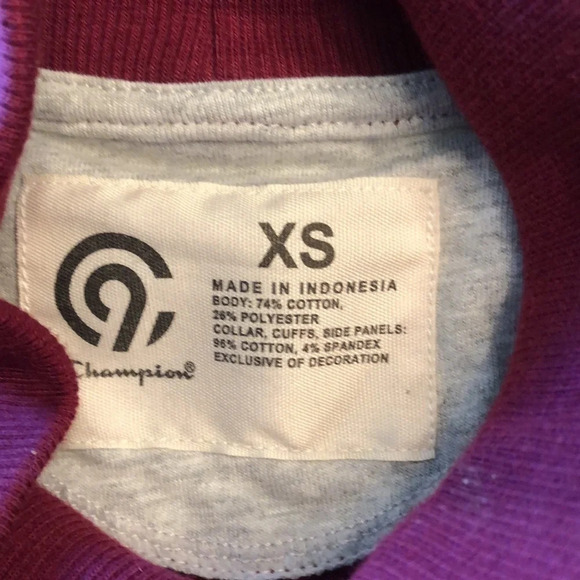 XS
MADE IN INDONESIA
BODY: 74% COTTON,
26% POLYESTER
COLLAR, CUFFS, SIDE PANELS:
96% COTTON, 4% SPANDEX
EXCLUSIVE OF DECORATION
C9
Champion®